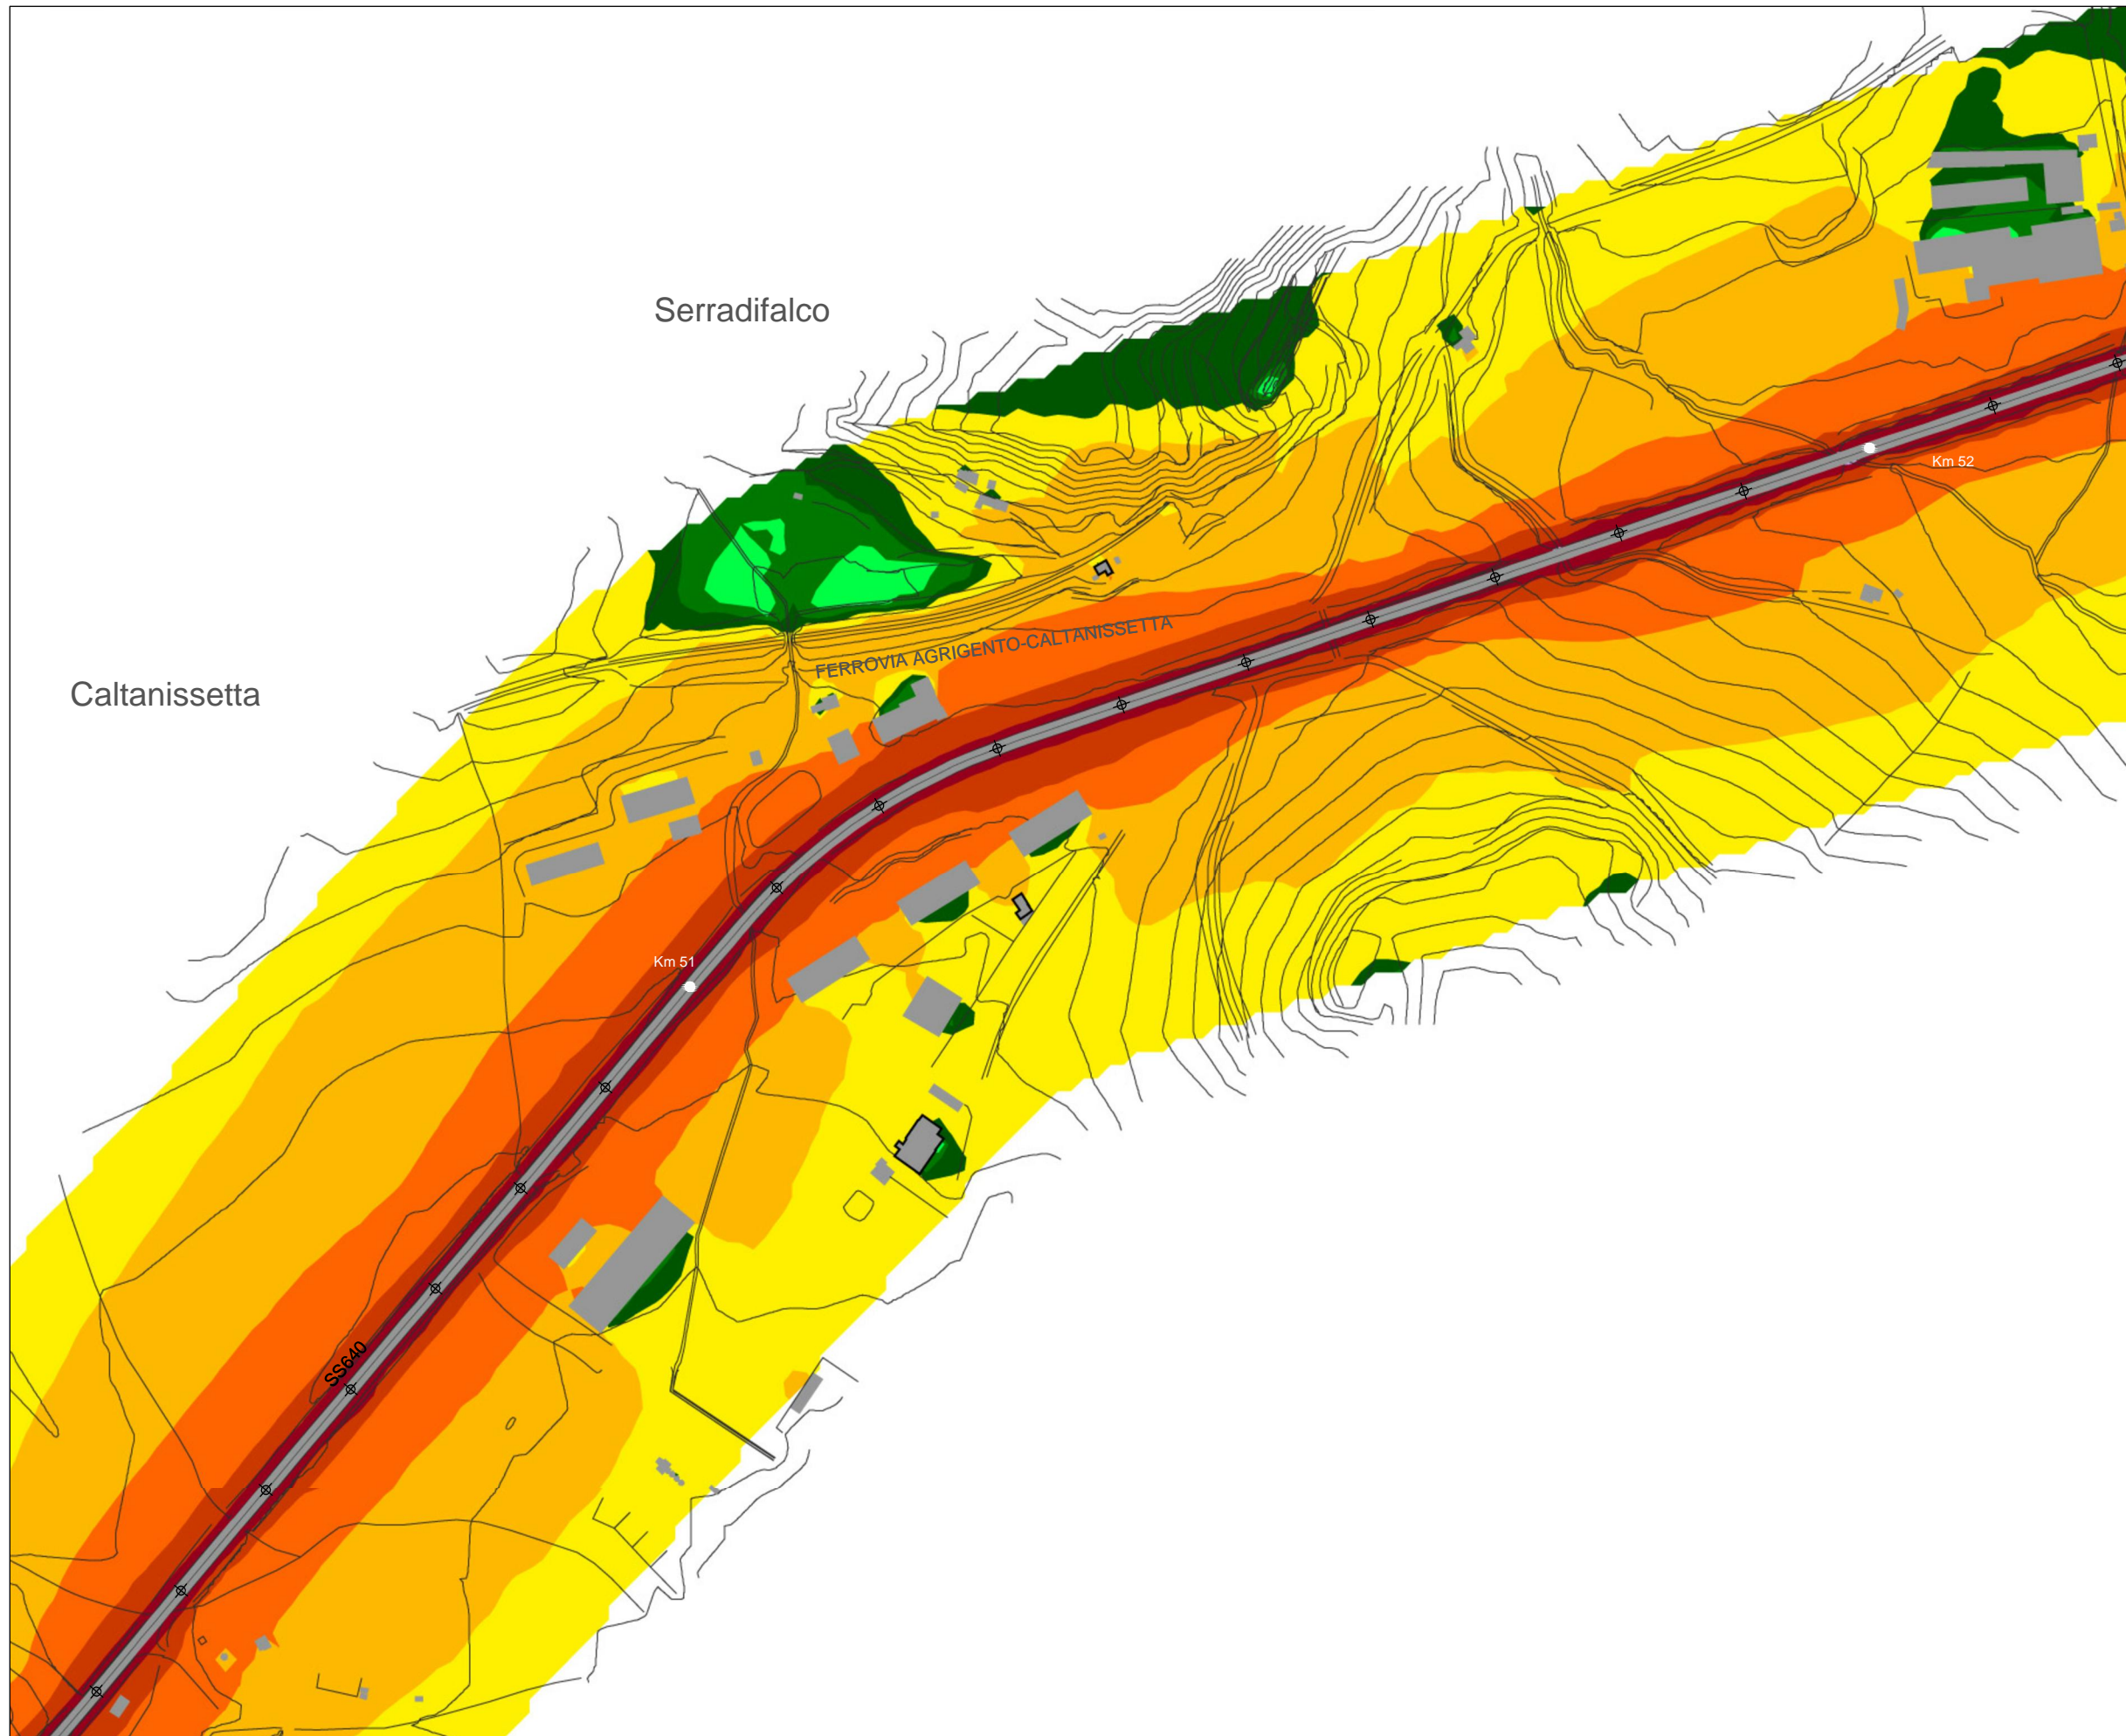 Serradifalco
Km 52
FERROVIA AGRIGENTO-CALTANISSETTA
Caltanissetta
Km 51
SS640